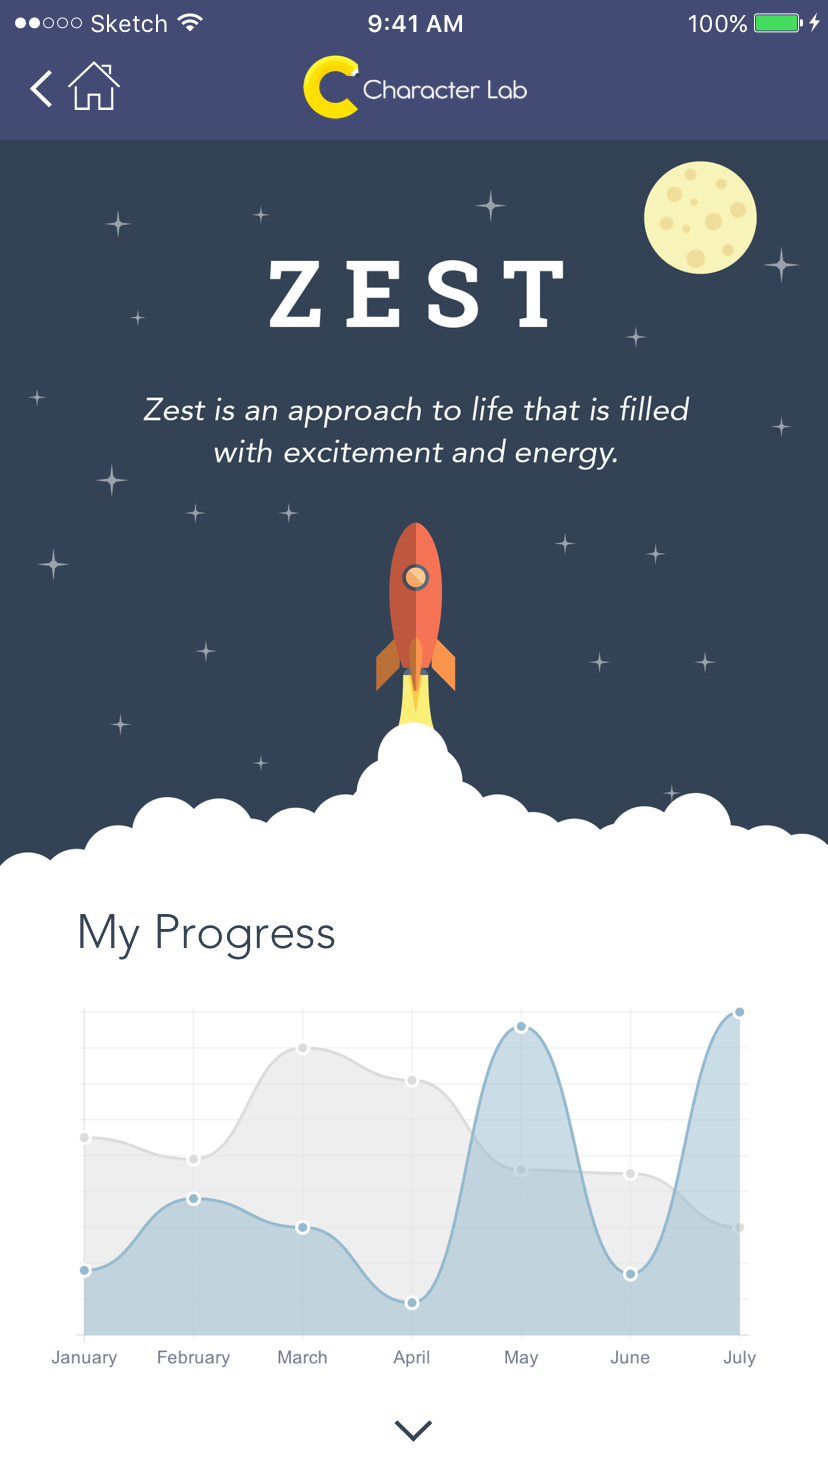 Sketch 9:41 AM 100%
Character Lab
ZEST
Zest is an approach to life that is filled
with excitement and energy.
My Progress
January February March April May June July